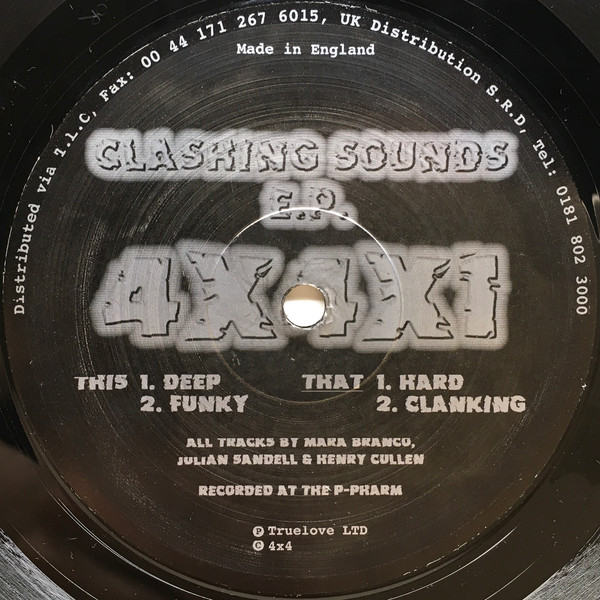 Distributed via T.l.C, Fax: 00 44 171 267 6015, UK Distribution S.R.D, Tel: 0181 802 3000
Made in England
CLASHING SOUNDS
E.P.
4X4X1
THIS 1. DEEP
2. FUNKY
THAT 1. HARD
2. CLANKING
ALL TRACKS BY MARA BRANCO,
JULIAN SANDELL & HENRY CULLEN
RECORDED AT THE P-PHARM
Ⓟ Truelove LTD
© 4x4